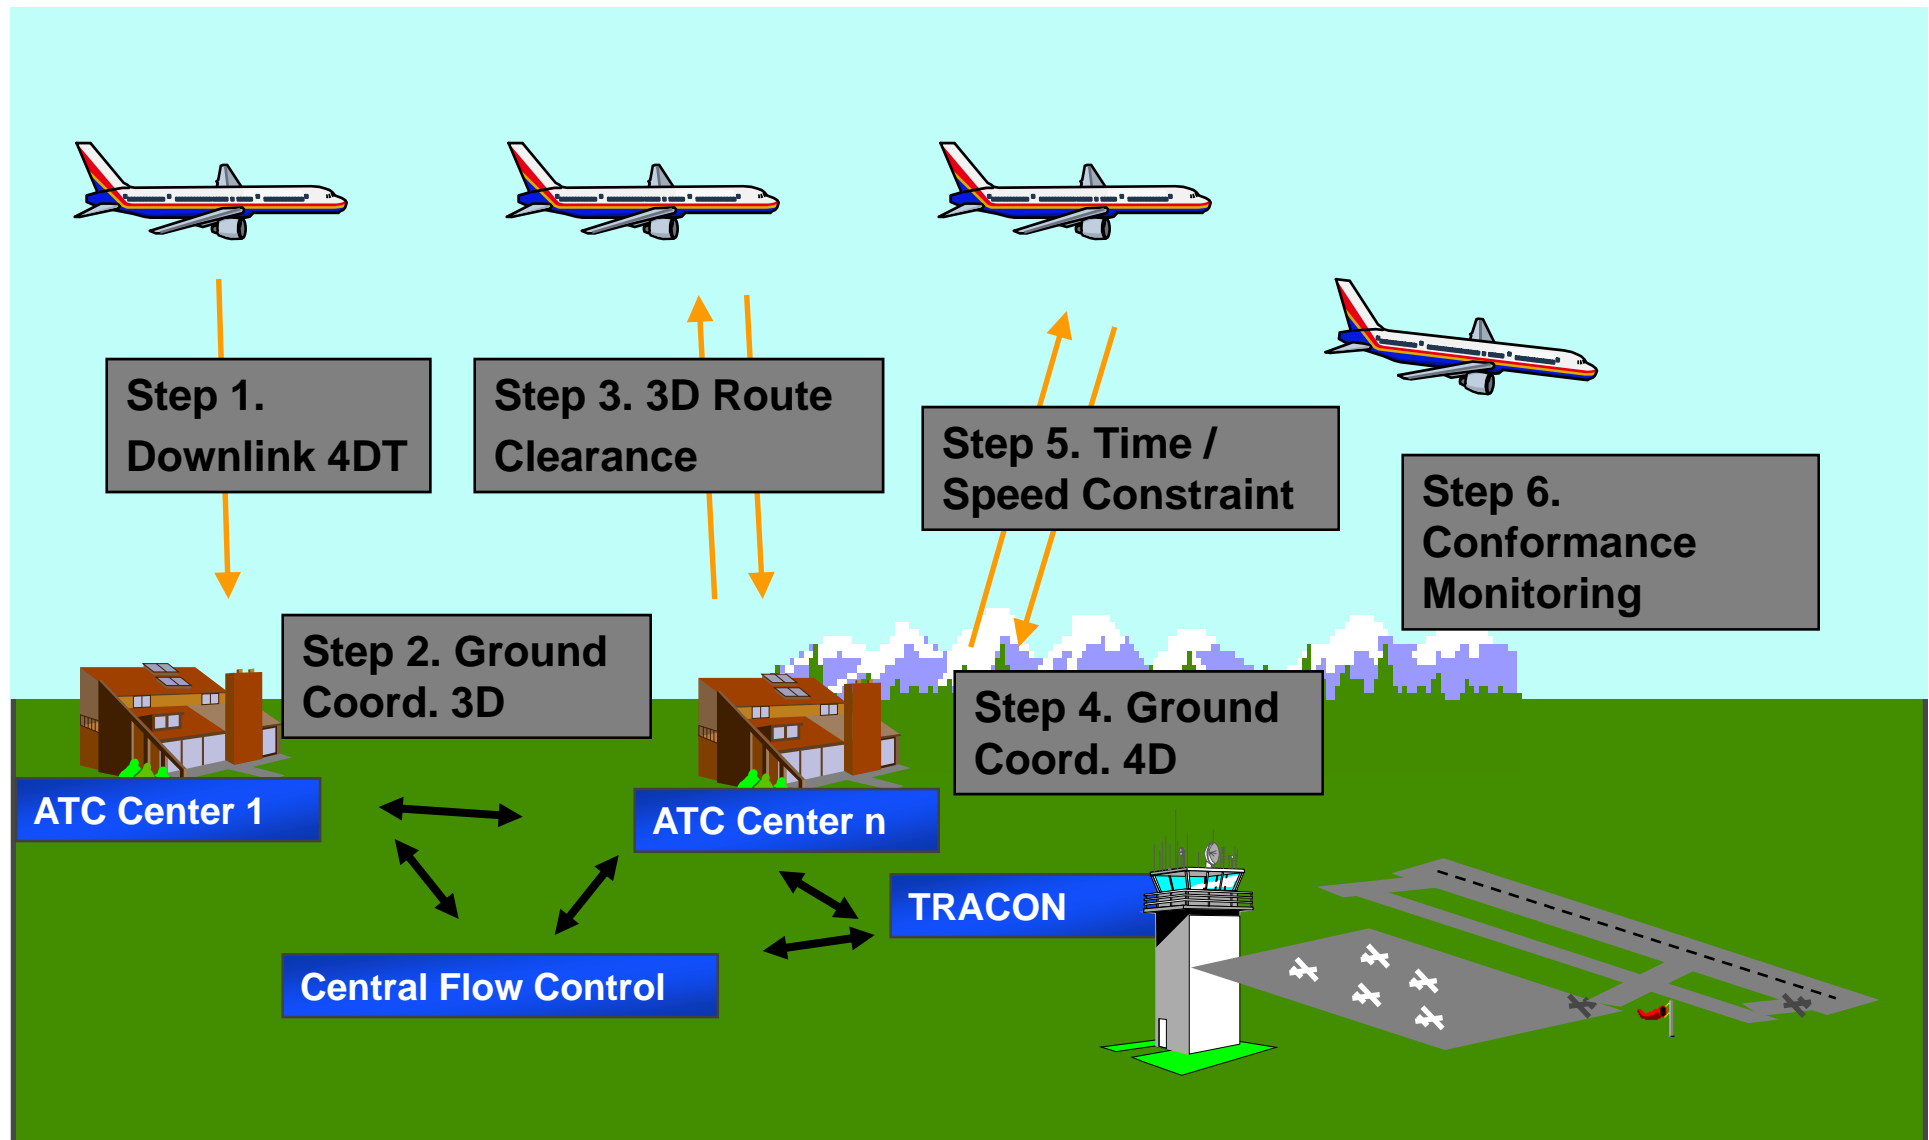 Step 1.
Downlink 4DT
Step 3. 3D Route
Clearance
Step 5. Time /
Speed Constraint
Step 6.
Conformance
Monitoring
Step 2. Ground
Coord. 3D
Step 4. Ground
Coord. 4D
ATC Center 1
ATC Center n
TRACON
Central Flow Control